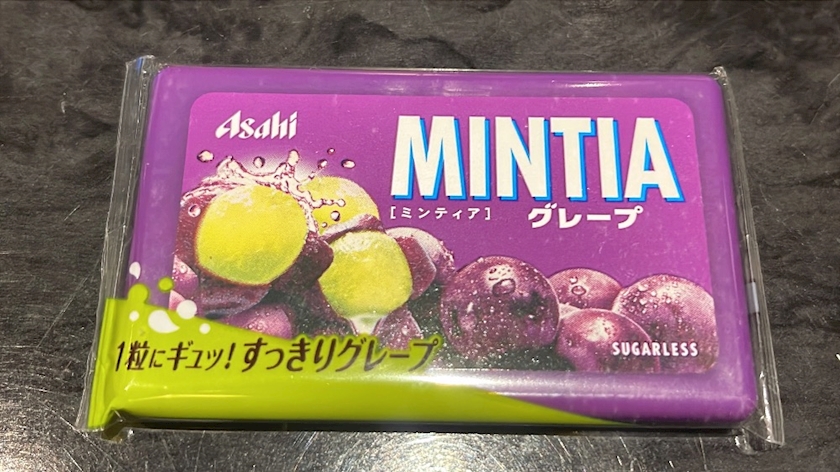 Asahi
MINTIA
[ミンティア]
グレープ
SUGARLESS
1粒にギュッ!すっきりグレープ